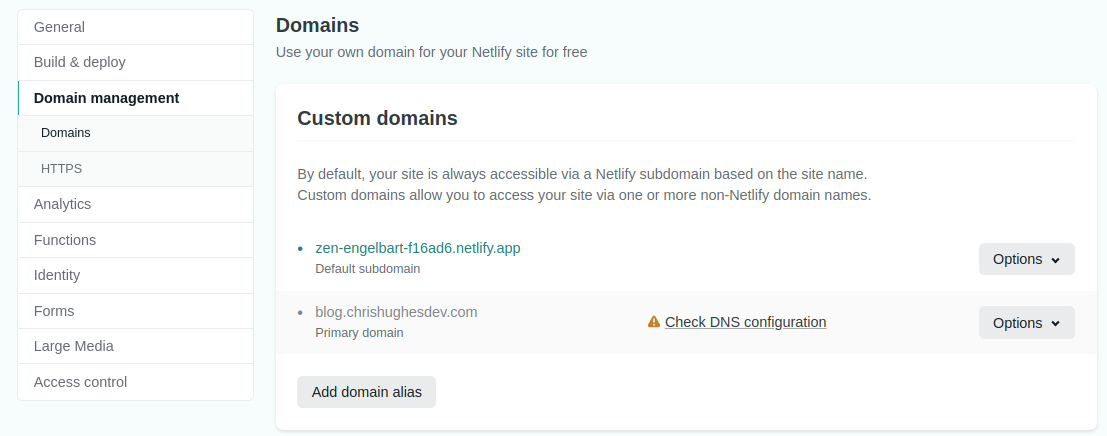 General
Build & deploy
Domain management
Domains
HTTPS
Analytics
Functions
Identity
Forms
Large Media
Access control
Domains
Use your own domain for your Netlify site for free
Custom domains
By default, your site is always accessible via a Netlify subdomain based on the site name.
Custom domains allow you to access your site via one or more non-Netlify domain names.
• zen-engelbart-f16ad6.netlify.app
Default subdomain
Options
• blog.chrishughesdev.com
Primary domain
Check DNS configuration
Options
Add domain alias